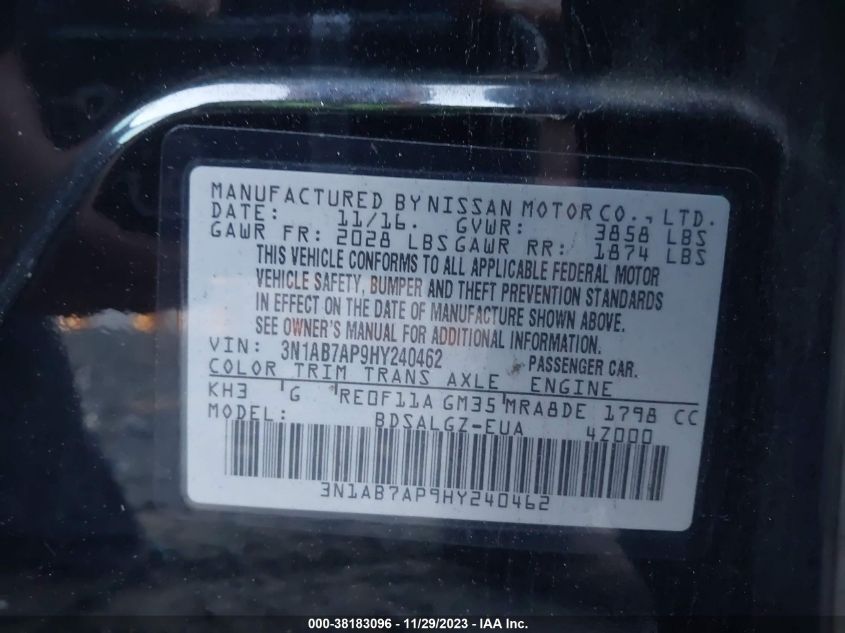 MANUFACTURED BY NISSAN MOTOR CO., LTD.
DATE: 11/16. GVWR: 3858 LBS
GAWR FR: 2028 LBS GAWR RR: 1874 LBS
THIS VEHICLE CONFORMS TO ALL APPLICABLE FEDERAL MOTOR
VEHICLE SAFETY, BUMPER AND THEFT PREVENTION STANDARDS
IN EFFECT ON THE DATE OF MANUFACTURE SHOWN ABOVE.
SEE OWNER'S MANUAL FOR ADDITIONAL INFORMATION.
VIN: 3N1AB7AP9HY240462 PASSENGER CAR.
COLOR TRIM TRANS AXLE ENGINE
KH3 G RE0F11A GM35 MRA8DE 1798 CC
MODEL: BDSALGZ-EUA 4Z000
3N1AB7AP9HY240462
000-38183096 - 11/29/2023 - IAA Inc.